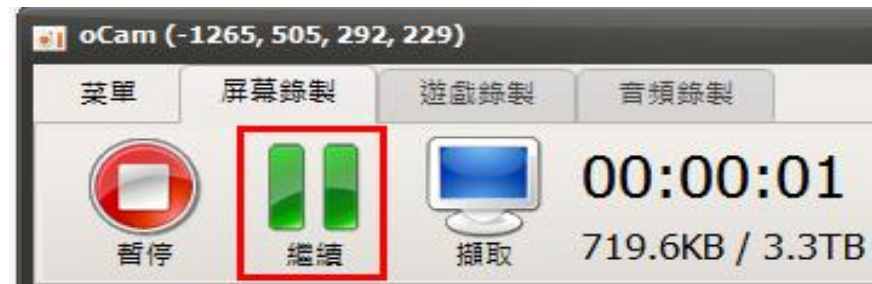 oCam (-1265, 505, 292, 229)
菜單 屏幕錄製 遊戲錄製 音頻錄製
00:00:01
719.6KB / 3.3TB
暫停 繼續 擷取